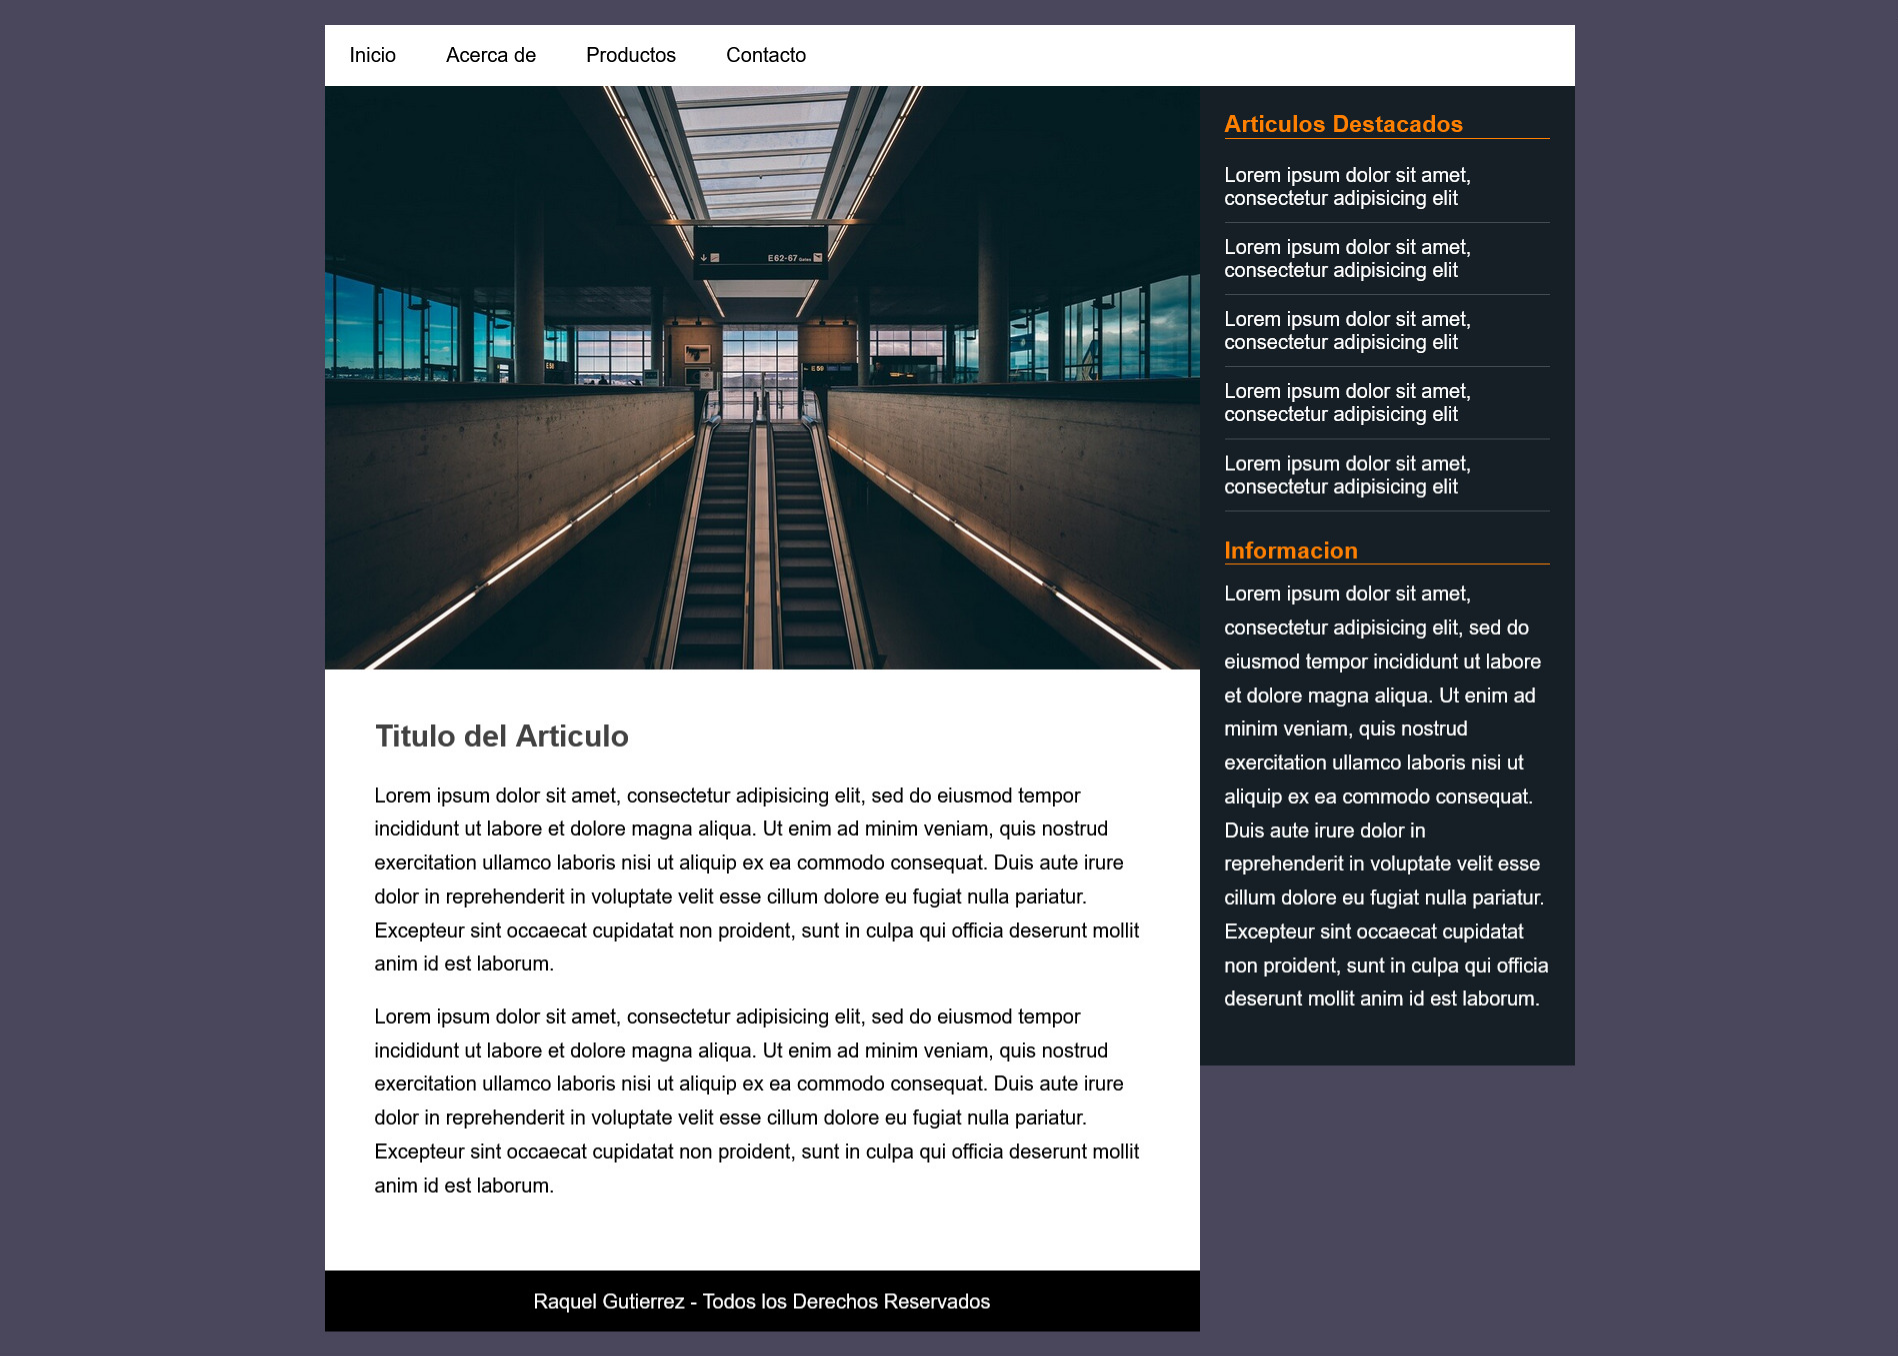 Inicio Acerca de Productos Contacto
E62-67 Gates
E 59
Titulo del Articulo
Lorem ipsum dolor sit amet, consectetur adipisicing elit, sed do eiusmod tempor
incididunt ut labore et dolore magna aliqua. Ut enim ad minim veniam, quis nostrud
exercitation ullamco laboris nisi ut aliquip ex ea commodo consequat. Duis aute irure
dolor in reprehenderit in voluptate velit esse cillum dolore eu fugiat nulla pariatur.
Excepteur sint occaecat cupidatat non proident, sunt in culpa qui officia deserunt mollit
anim id est laborum.
Lorem ipsum dolor sit amet, consectetur adipisicing elit, sed do eiusmod tempor
incididunt ut labore et dolore magna aliqua. Ut enim ad minim veniam, quis nostrud
exercitation ullamco laboris nisi ut aliquip ex ea commodo consequat. Duis aute irure
dolor in reprehenderit in voluptate velit esse cillum dolore eu fugiat nulla pariatur.
Excepteur sint occaecat cupidatat non proident, sunt in culpa qui officia deserunt mollit
anim id est laborum.
Articulos Destacados
Lorem ipsum dolor sit amet,
consectetur adipisicing elit
Lorem ipsum dolor sit amet,
consectetur adipisicing elit
Lorem ipsum dolor sit amet,
consectetur adipisicing elit
Lorem ipsum dolor sit amet,
consectetur adipisicing elit
Lorem ipsum dolor sit amet,
consectetur adipisicing elit
Informacion
Lorem ipsum dolor sit amet,
consectetur adipisicing elit, sed do
eiusmod tempor incididunt ut labore
et dolore magna aliqua. Ut enim ad
minim veniam, quis nostrud
exercitation ullamco laboris nisi ut
aliquip ex ea commodo consequat.
Duis aute irure dolor in
reprehenderit in voluptate velit esse
cillum dolore eu fugiat nulla pariatur.
Excepteur sint occaecat cupidatat
non proident, sunt in culpa qui officia
deserunt mollit anim id est laborum.
Raquel Gutierrez - Todos los Derechos Reservados